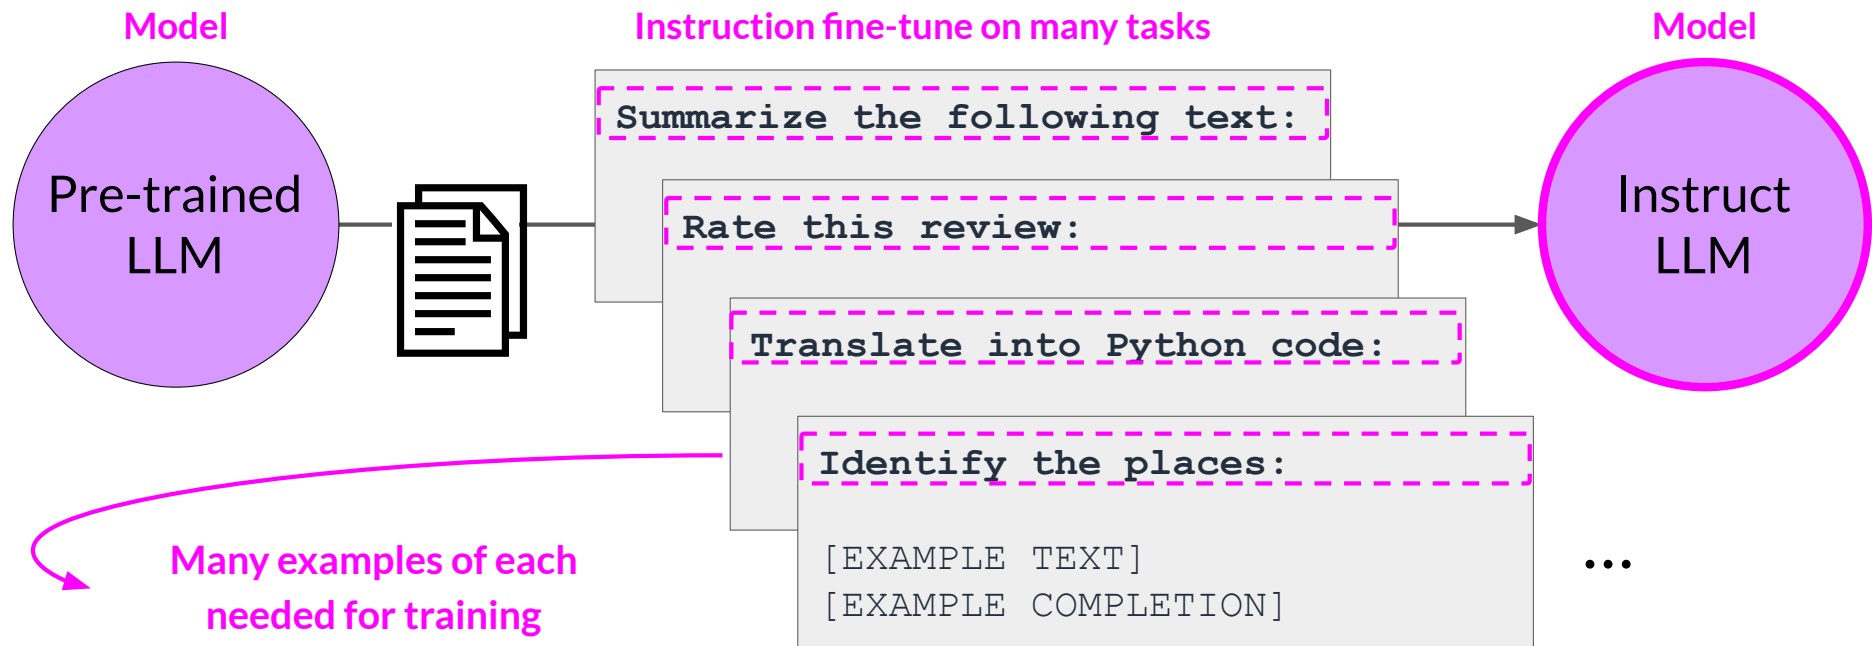 Model
Instruction fine-tune on many tasks
Model
Pre-trained
LLM
Summarize the following text:
Rate this review:
Translate into Python code:
Identify the places:
[EXAMPLE TEXT]
[EXAMPLE COMPLETION]
...
Instruct
LLM
Many examples of each
needed for training